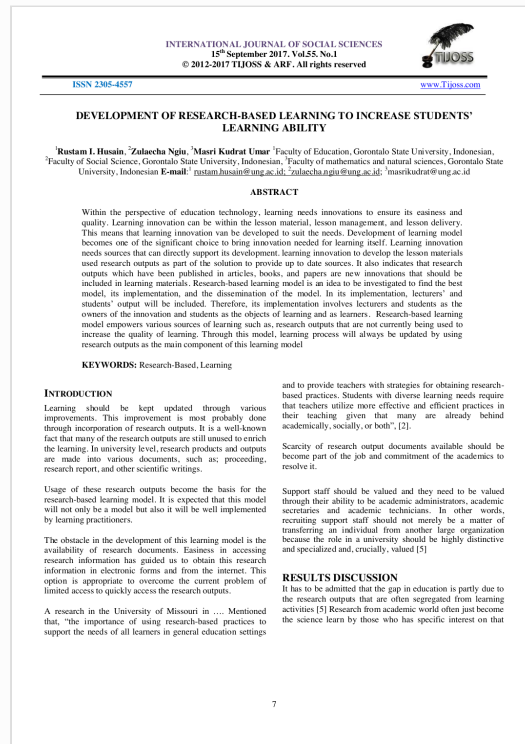 INTERNATIONAL JOURNAL OF SOCIAL SCIENCES
15th September 2017. Vol.55. No.1
© 2012-2017 TIJOSS & ARF. All rights reserved
TIJOSS
ISSN 2305-4557
www.Tijoss.com
DEVELOPMENT OF RESEARCH-BASED LEARNING TO INCREASE STUDENTS'
LEARNING ABILITY
1Rustam I. Husain, 2Zulaecha Ngiu, 3Masri Kudrat Umar 1Faculty of Education, Gorontalo State University, Indonesian,
2Faculty of Social Science, Gorontalo State University, Indonesian, 3Faculty of mathematics and natural sciences, Gorontalo State
University, Indonesian E-mail:1 rustam.husain@ung.ac.id; 2zulaecha.ngiu@ung.ac.id; 3masrikudrat@ung.ac.id
ABSTRACT
Within the perspective of education technology, learning needs innovations to ensure its easiness and
quality. Learning innovation can be within the lesson material, lesson management, and lesson delivery.
This means that learning innovation van be developed to suit the needs. Development of learning model
becomes one of the significant choice to bring innovation needed for learning itself. Learning innovation
needs sources that can directly support its development. learning innovation to develop the lesson materials
used research outputs as part of the solution to provide up to date sources. It also indicates that research
outputs which have been published in articles, books, and papers are new innovations that should be
included in learning materials. Research-based learning model is an idea to be investigated to find the best
model, its implementation, and the dissemination of the model. In its implementation, lecturers' and
students' output will be included. Therefore, its implementation involves lecturers and students as the
owners of the innovation and students as the objects of learning and as learners. Research-based learning
model empowers various sources of learning such as, research outputs that are not currently being used to
increase the quality of learning. Through this model, learning process will always be updated by using
research outputs as the main component of this learning model
KEYWORDS: Research-Based, Learning
INTRODUCTION
Learning should be kept updated through various
improvements. This improvement is most probably done
through incorporation of research outputs. It is a well-known
fact that many of the research outputs are still unused to enrich
the learning. In university level, research products and outputs
are made into various documents, such as; proceeding,
research report, and other scientific writings.
Usage of these research outputs become the basis for the
research-based learning model. It is expected that this model
will not only be a model but also it will be well implemented
by learning practitioners.
The obstacle in the development of this learning model is the
availability of research documents. Easiness in accessing
research information has guided us to obtain this research
information in electronic forms and from the internet. This
option is appropriate to overcome the current problem of
limited access to quickly access the research outputs.
A research in the University of Missouri in …. Mentioned
that, "the importance of using research-based practices to
support the needs of all learners in general education settings
and to provide teachers with strategies for obtaining research-
based practices. Students with diverse learning needs require
that teachers utilize more effective and efficient practices in
their teaching given that many are already behind
academically, socially, or both", [2].
Scarcity of research output documents available should be
become part of the job and commitment of the academics to
resolve it.
Support staff should be valued and they need to be valued
through their ability to be academic administrators, academic
secretaries and academic technicians. In other words,
recruiting support staff should not merely be a matter of
transferring an individual from another large organization
because the role in a university should be highly distinctive
and specialized and, crucially, valued [5]
RESULTS DISCUSSION
It has to be admitted that the gap in education is partly due to
the research outputs that are often segregated from learning
activities [5] Research from academic world often just become
the science learn by those who has specific interest on that
7